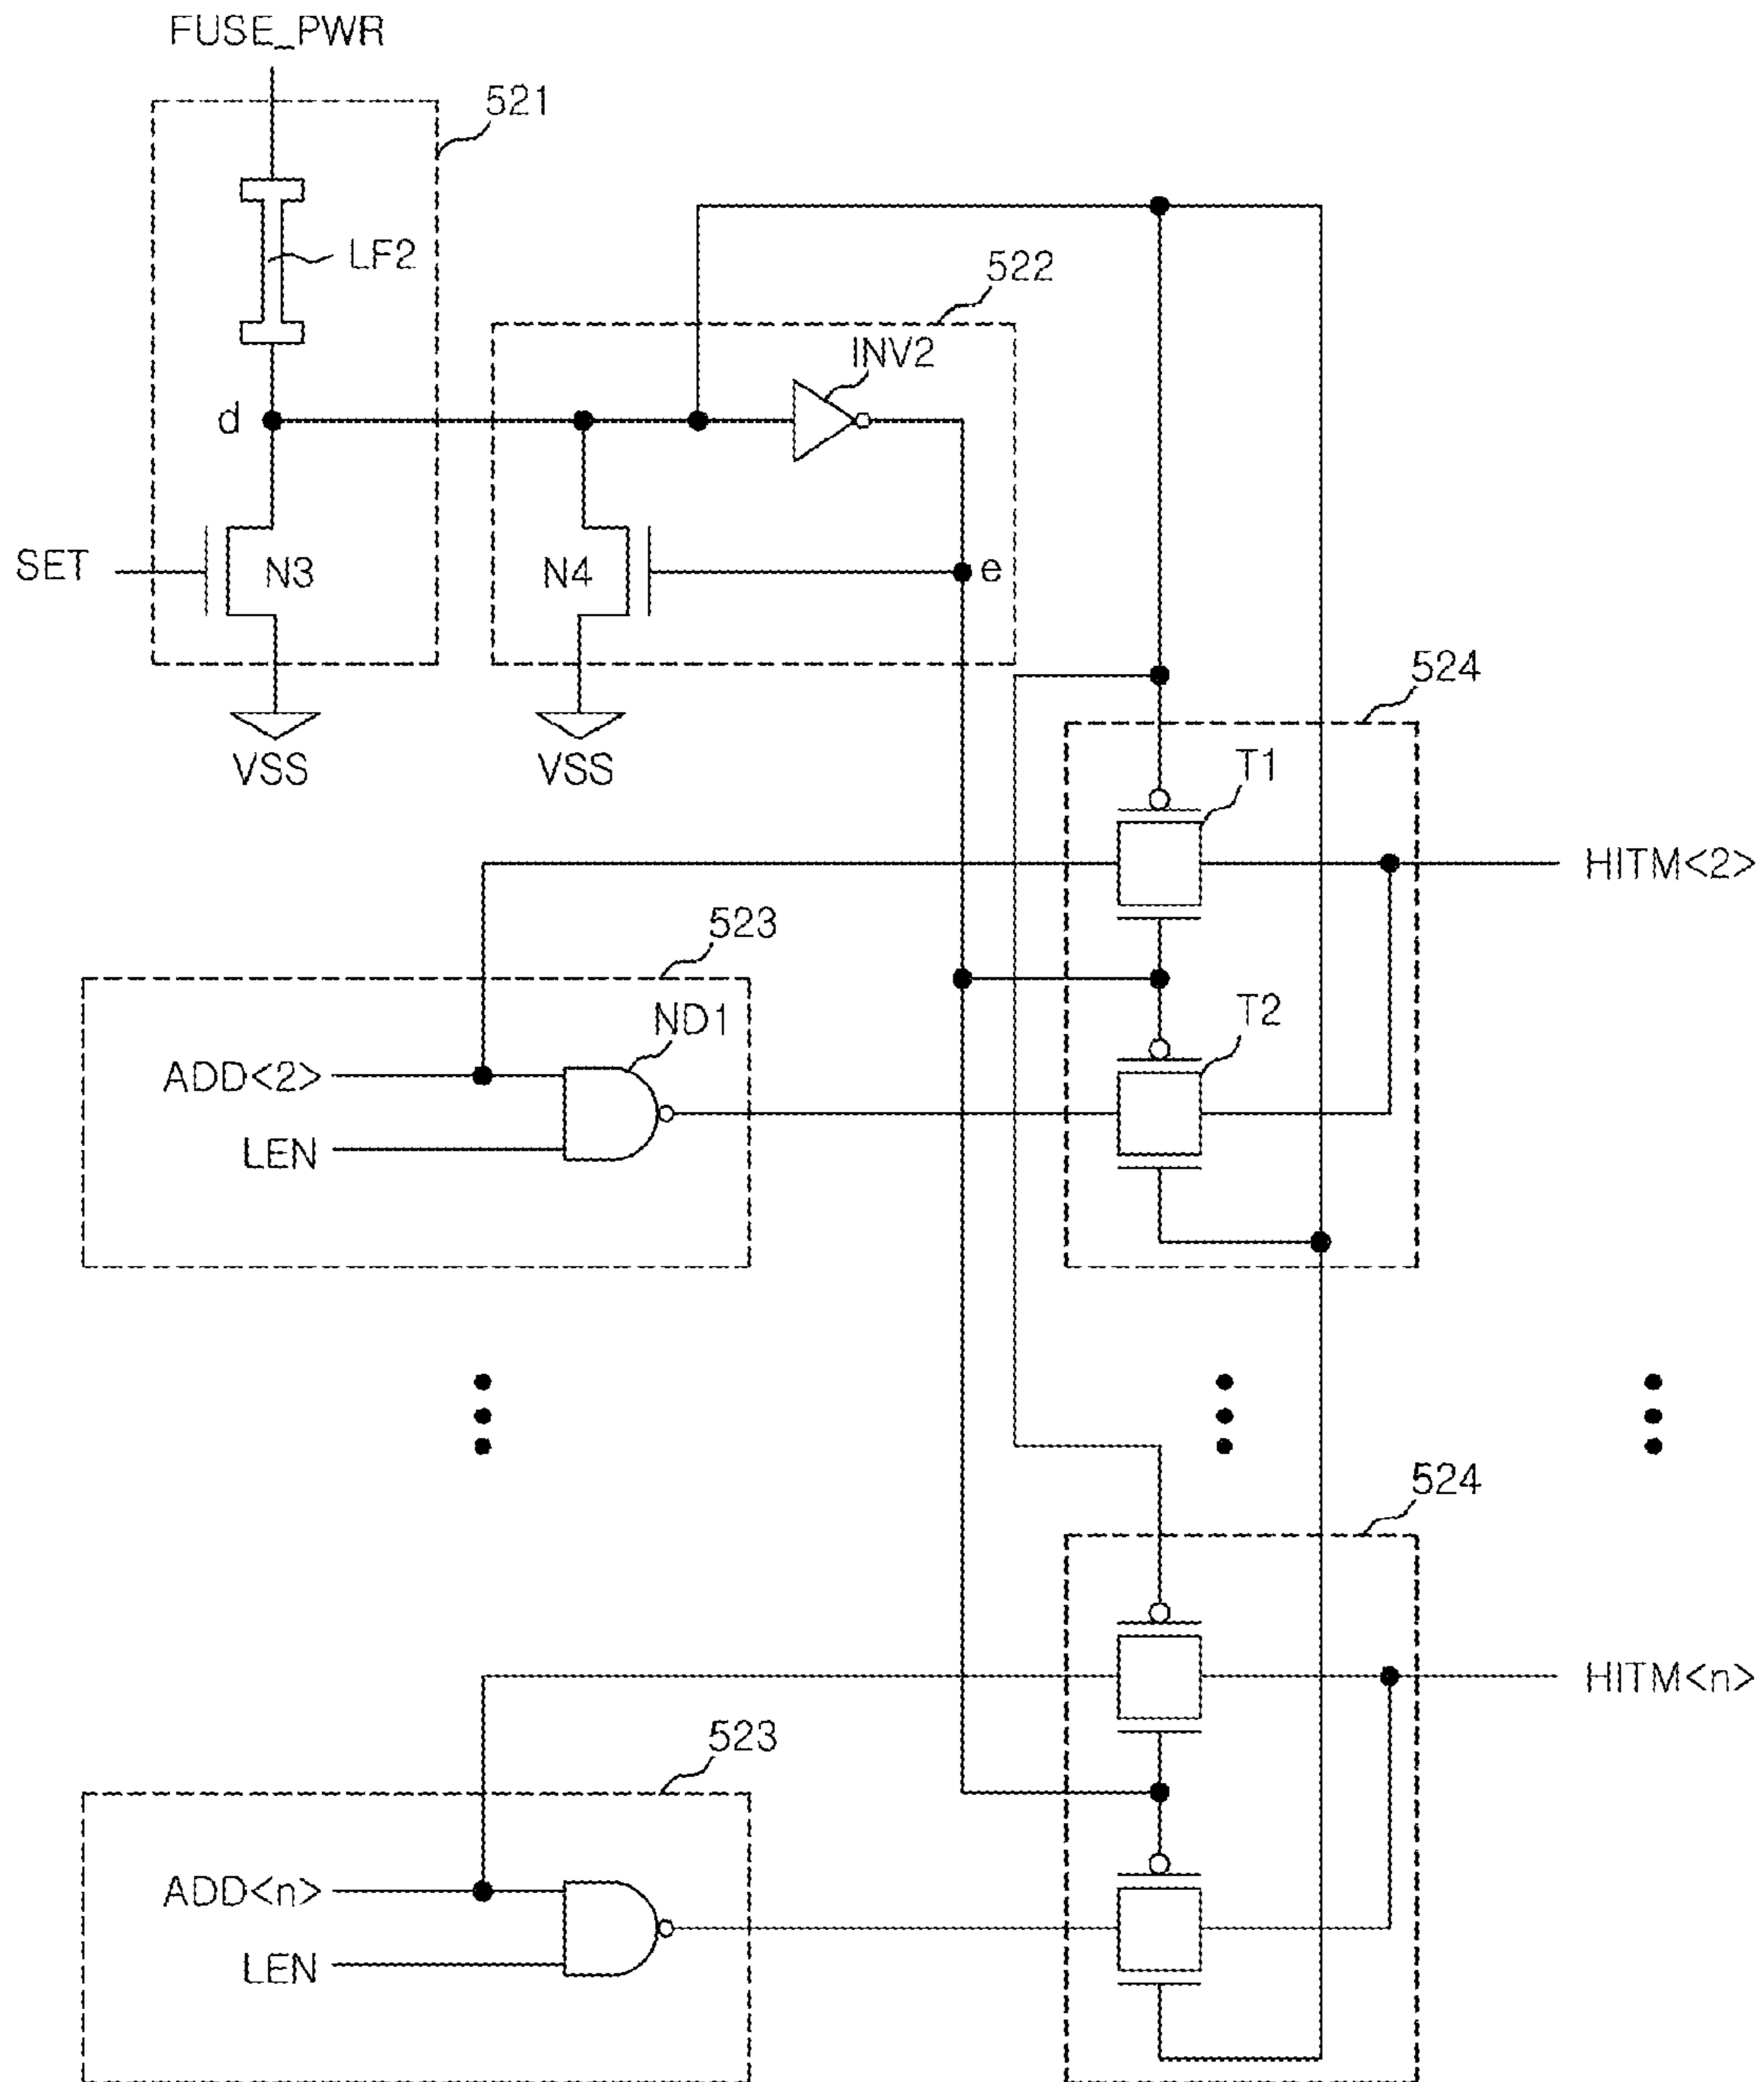 FUSE_PWR
521
LF2
522
INV2
d
SET
N3
N4
e
VSS
VSS
524
T1
HITM<2>
523
ND1
T2
ADD<2>
LEN
524
HITM<n>
523
ADD<n>
LEN